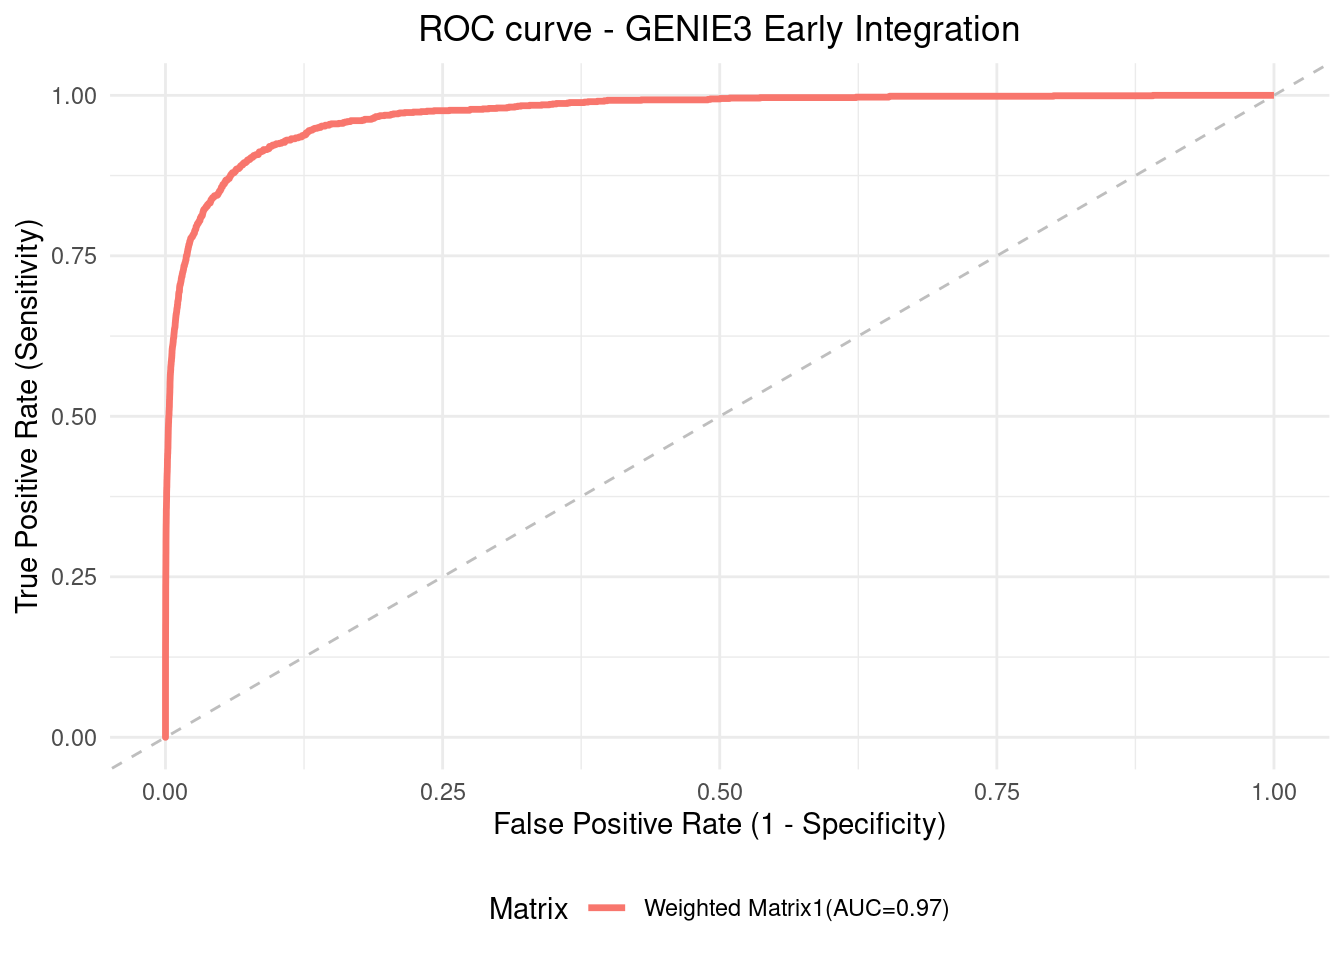 ROC curve - GENIE3 Early Integration
True Positive Rate (Sensitivity)
1.00
0.75
0.50
0.25
0.00
0.00 0.25 0.50 0.75 1.00
False Positive Rate (1 - Specificity)
Matrix Weighted Matrix1(AUC=0.97)